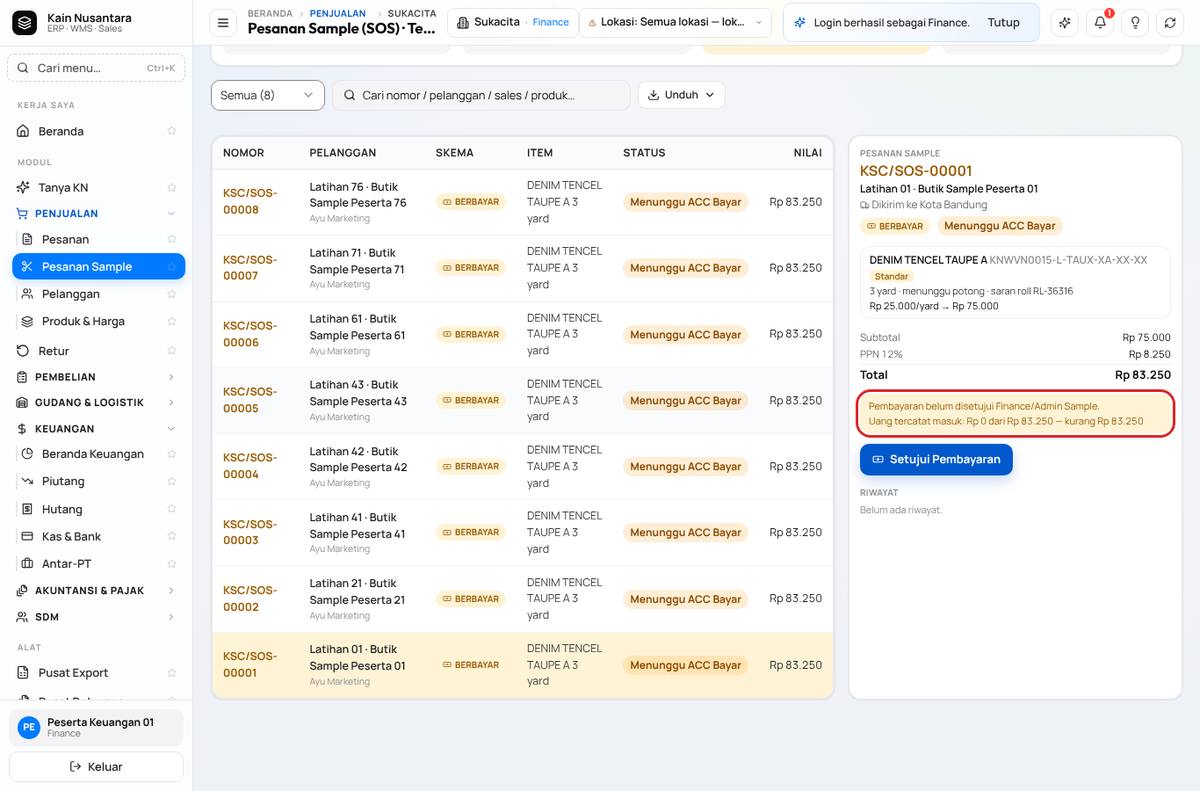 Kain Nusantara
ERP · WMS · Sales
Cari menu...
Ctrl+K
KERJA SAYA
Beranda
MODUL
Tanya KN
PENJUALAN
Pesanan
Pesanan Sample
Pelanggan
Produk & Harga
Retur
PEMBELIAN
GUDANG & LOGISTIK
KEUANGAN
Beranda Keuangan
Piutang
Hutang
Kas & Bank
Antar-PT
AKUNTANSI & PAJAK
SDM
ALAT
Pusat Export
PE
Peserta Keuangan 01
Finance
Keluar
BERANDA › PENJUALAN › SUKACITA
Pesanan Sample (SOS) · Te...
Sukacita · Finance
Lokasi: Semua lokasi — lok...
Login berhasil sebagai Finance.
Tutup
1
Semua (8)
Cari nomor / pelanggan / sales / produk...
Unduh
NOMOR PELANGGAN SKEMA ITEM STATUS NILAI
KSC/SOS-00008
Latihan 76 · Butik
Sample Peserta 76
Ayu Marketing
BERBAYAR
DENIM TENCEL
TAUPE A 3
yard
Menunggu ACC Bayar
Rp 83.250
KSC/SOS-00007
Latihan 71 · Butik
Sample Peserta 71
Ayu Marketing
BERBAYAR
DENIM TENCEL
TAUPE A 3
yard
Menunggu ACC Bayar
Rp 83.250
KSC/SOS-00006
Latihan 61 · Butik
Sample Peserta 61
Ayu Marketing
BERBAYAR
DENIM TENCEL
TAUPE A 3
yard
Menunggu ACC Bayar
Rp 83.250
KSC/SOS-00005
Latihan 43 · Butik
Sample Peserta 43
Ayu Marketing
BERBAYAR
DENIM TENCEL
TAUPE A 3
yard
Menunggu ACC Bayar
Rp 83.250
KSC/SOS-00004
Latihan 42 · Butik
Sample Peserta 42
Ayu Marketing
BERBAYAR
DENIM TENCEL
TAUPE A 3
yard
Menunggu ACC Bayar
Rp 83.250
KSC/SOS-00003
Latihan 41 · Butik
Sample Peserta 41
Ayu Marketing
BERBAYAR
DENIM TENCEL
TAUPE A 3
yard
Menunggu ACC Bayar
Rp 83.250
KSC/SOS-00002
Latihan 21 · Butik
Sample Peserta 21
Ayu Marketing
BERBAYAR
DENIM TENCEL
TAUPE A 3
yard
Menunggu ACC Bayar
Rp 83.250
KSC/SOS-00001
Latihan 01 · Butik
Sample Peserta 01
Ayu Marketing
BERBAYAR
DENIM TENCEL
TAUPE A 3
yard
Menunggu ACC Bayar
Rp 83.250
PESANAN SAMPLE
KSC/SOS-00001
Latihan 01 · Butik Sample Peserta 01
Dikirim ke Kota Bandung
BERBAYAR
Menunggu ACC Bayar
DENIM TENCEL TAUPE A KNWVN0015-L-TAUX-XA-XX-XX
Standar
3 yard · menunggu potong · saran roll RL-36316
Rp 25.000/yard → Rp 75.000
Subtotal Rp 75.000
PPN 12% Rp 8.250
Total Rp 83.250
Pembayaran belum disetujui Finance/Admin Sample.
Uang tercatat masuk: Rp 0 dari Rp 83.250 — kurang Rp 83.250
Setujui Pembayaran
RIWAYAT
Belum ada riwayat.